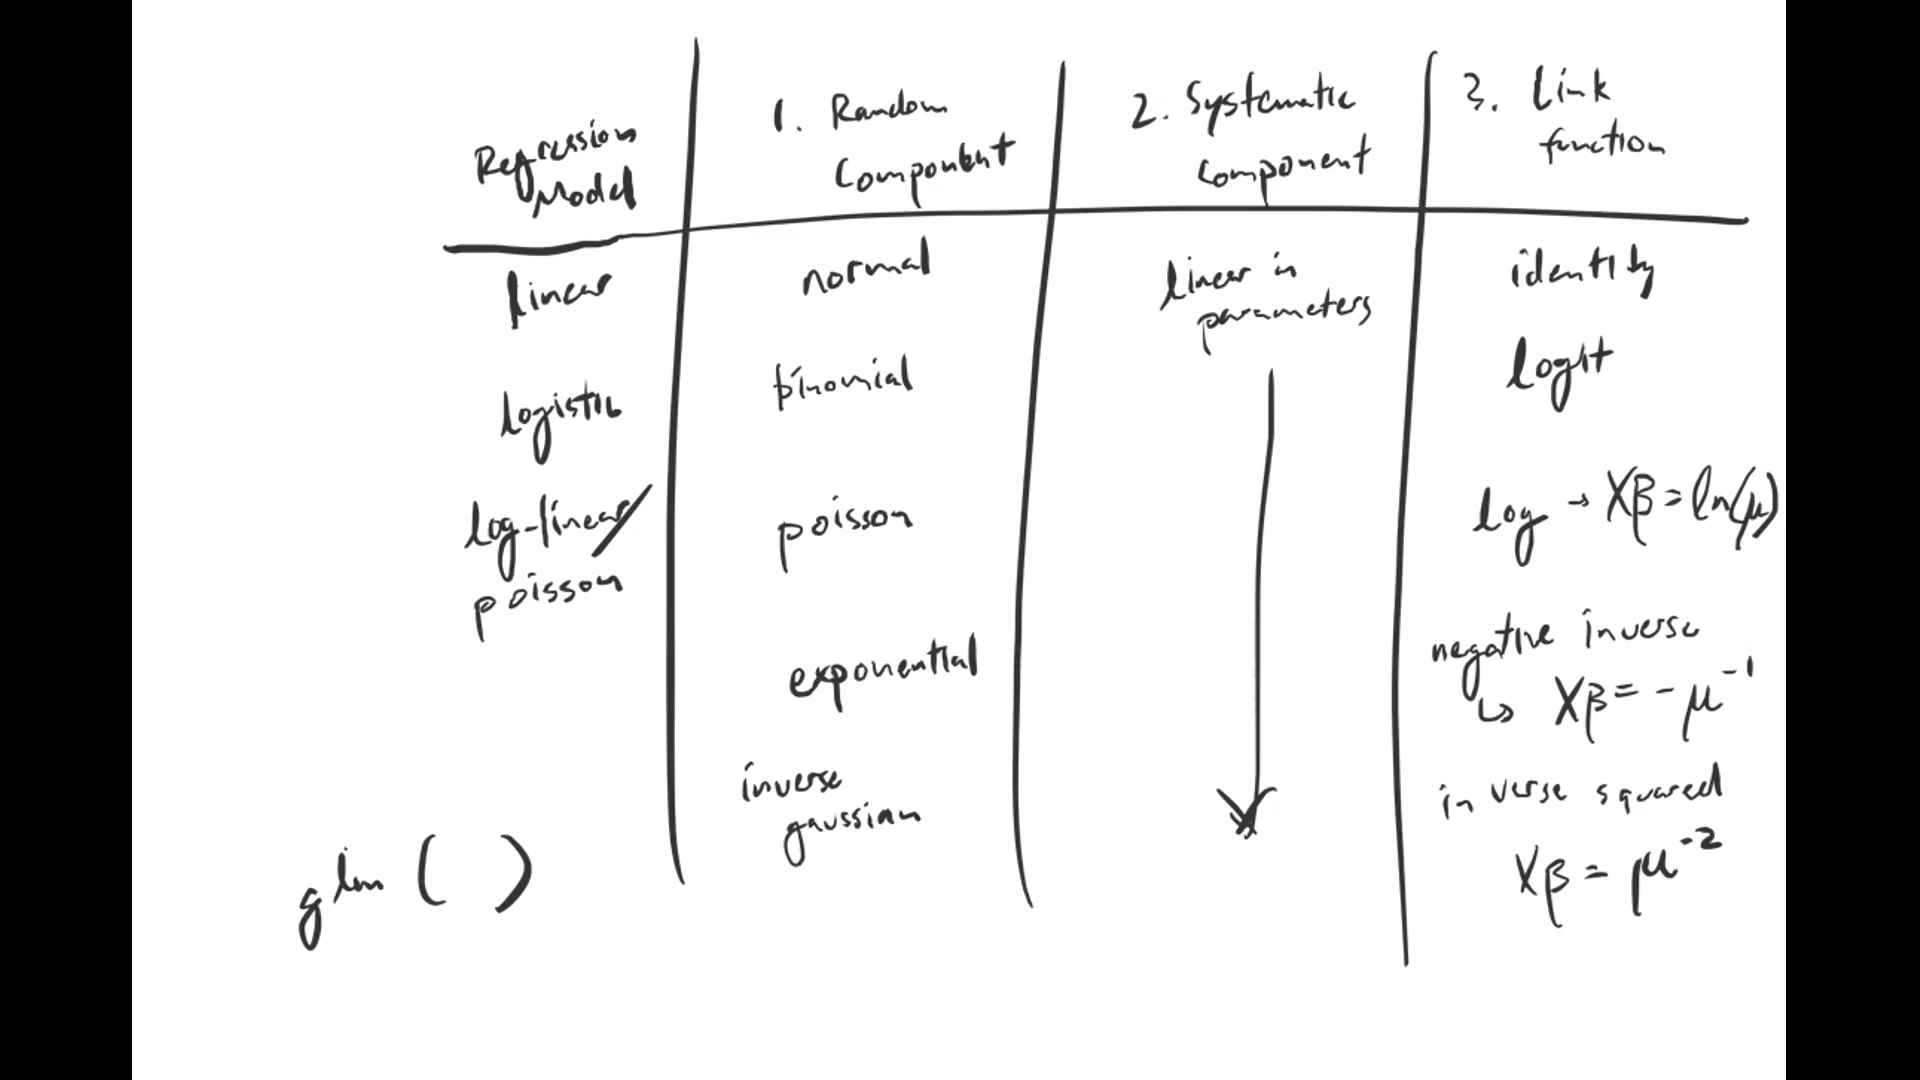 Regression Model
1. Random Component
2. Systematic component
3. Link function
linear
normal
linear in parameters
identity
logistic
binomial
logit
log-linear/
poisson
poisson
log → Xβ = ln(μ)
exponential
negative inverse
↳ Xβ = -μ⁻¹
inverse gaussian
inverse squared
Xβ = μ⁻²
glm ( )